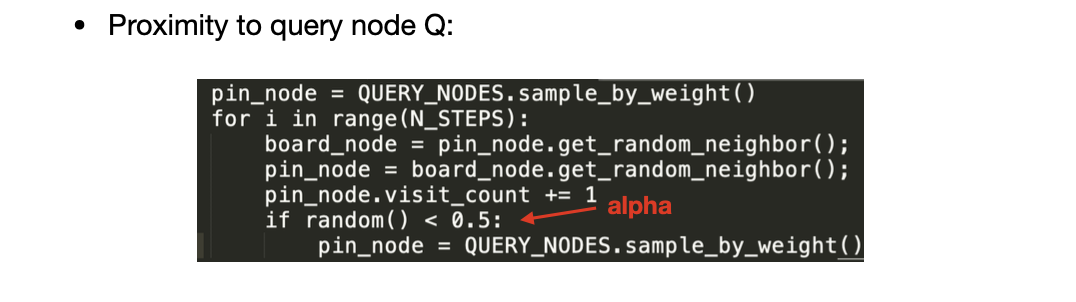 • Proximity to query node Q:
pin_node = QUERY_NODES.sample_by_weight()
for i in range(N_STEPS):
board_node = pin_node.get_random_neighbor();
pin_node = board_node.get_random_neighbor();
pin_node.visit_count += 1
alpha
if random() < 0.5:
pin_node = QUERY_NODES.sample_by_weight()